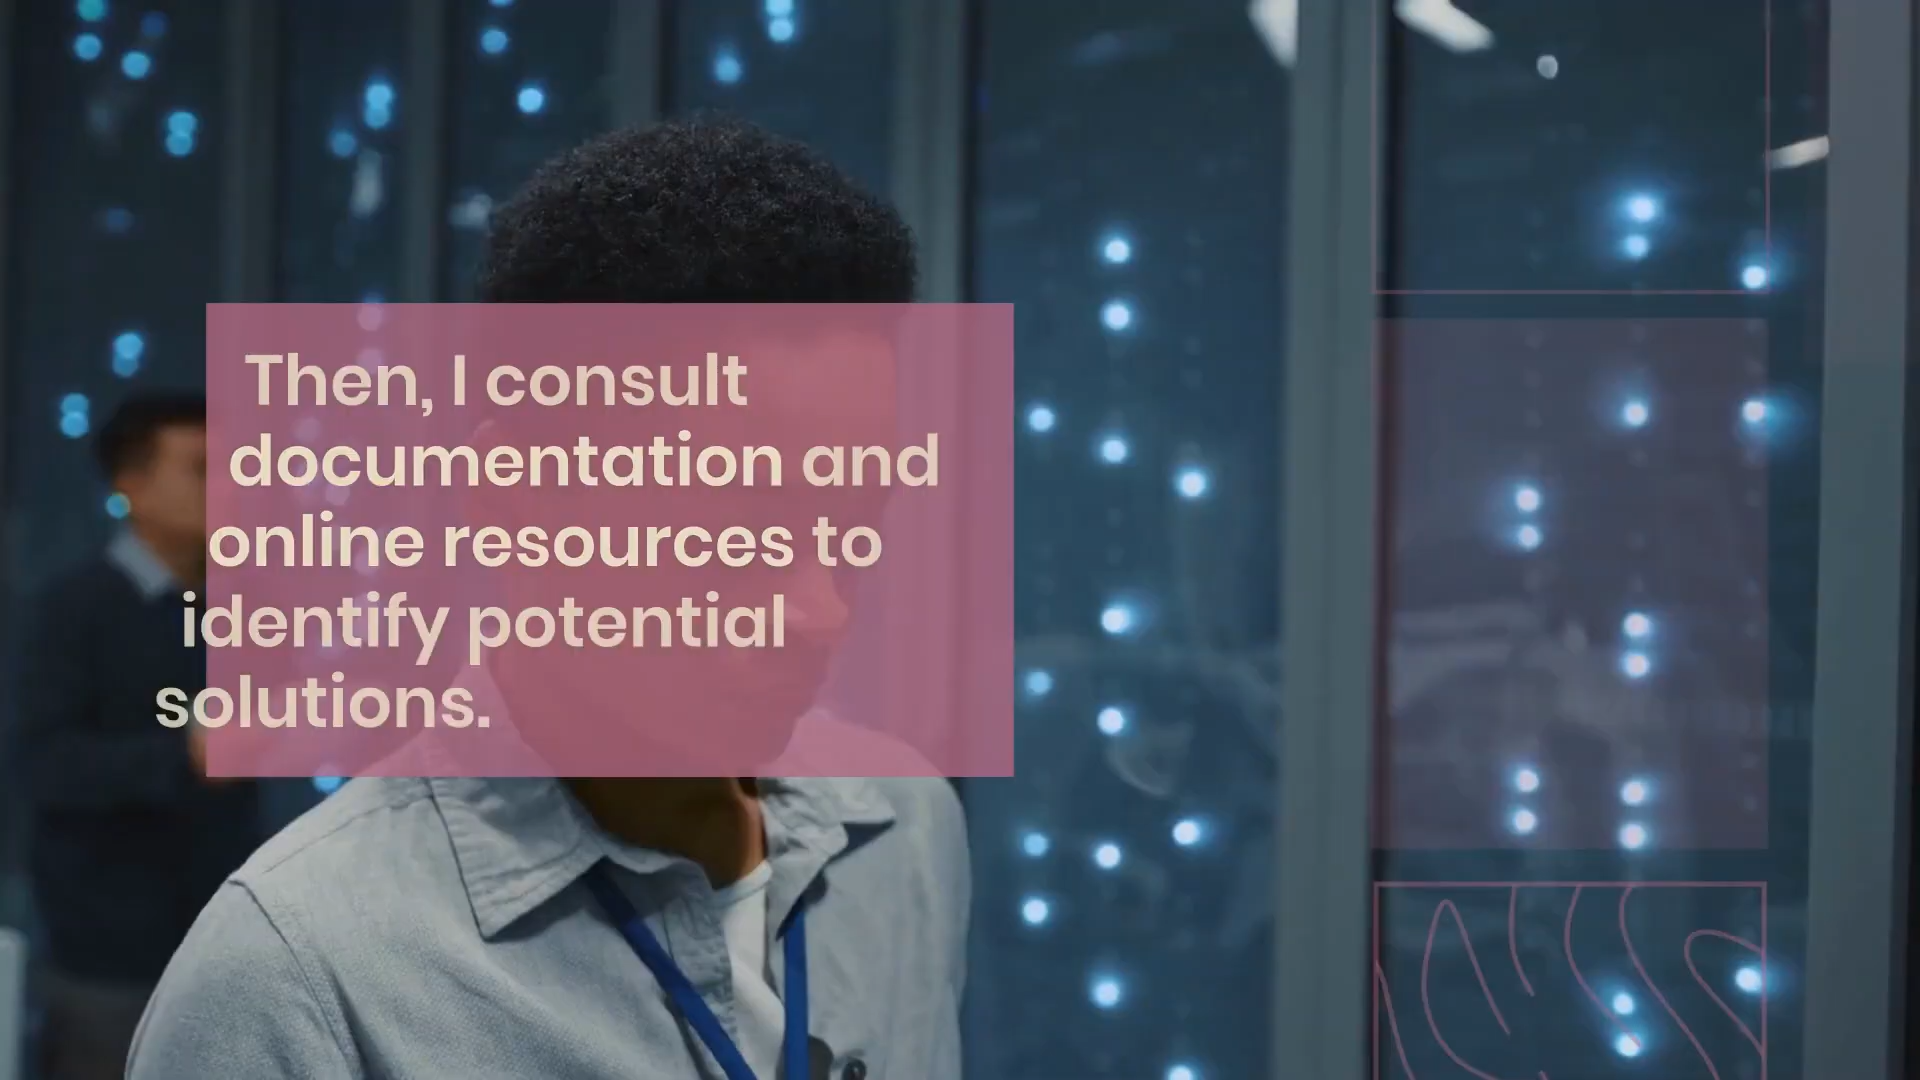 Then, I consult
documentation and
online resources to
identify potential
solutions.